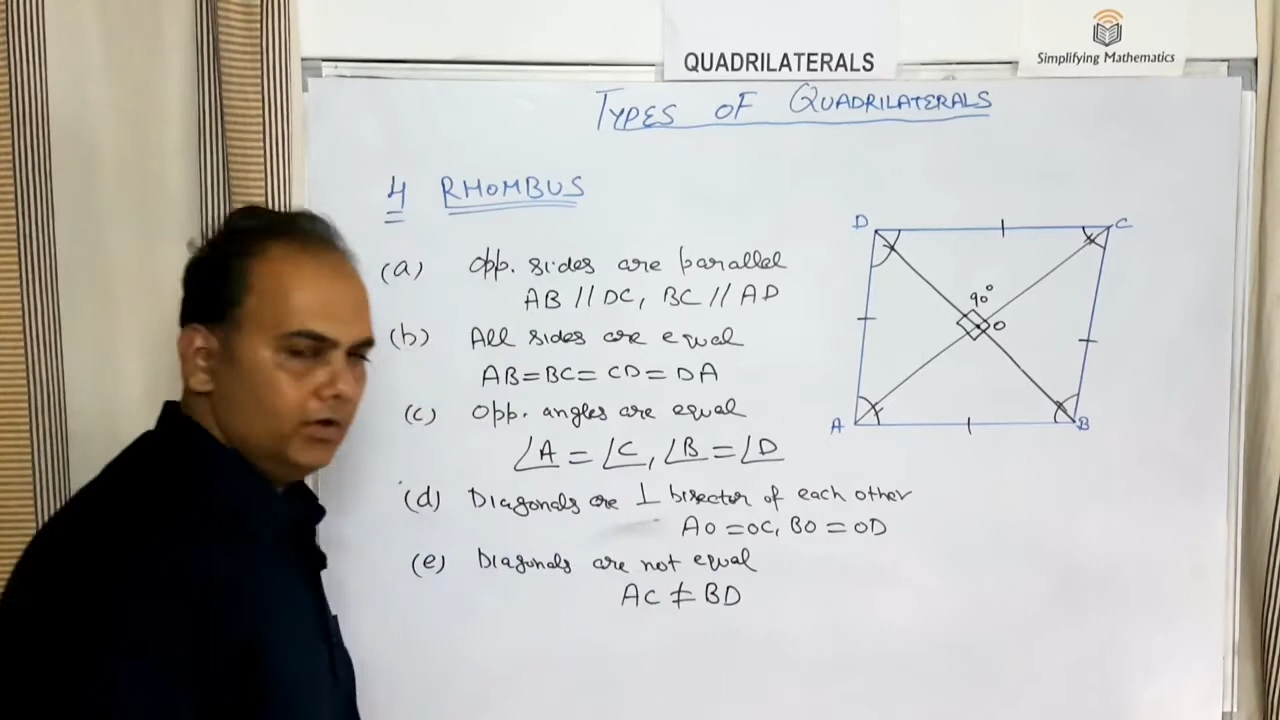 QUADRILATERALS
Simplifying Mathematics
TYPES OF QUADRILATERALS
4 RHOMBUS
(a) Opp. sides are parallel
AB // DC, BC // AD
(b) All sides are equal
AB = BC = CD = DA
(c) Opp. angles are equal
∠A = ∠C, ∠B = ∠D
(d) Diagonals are ⊥ bisector of each other
AO = OC, BO = OD
(e) Diagonals are not equal
AC ≠ BD
D C
90°
O
A B